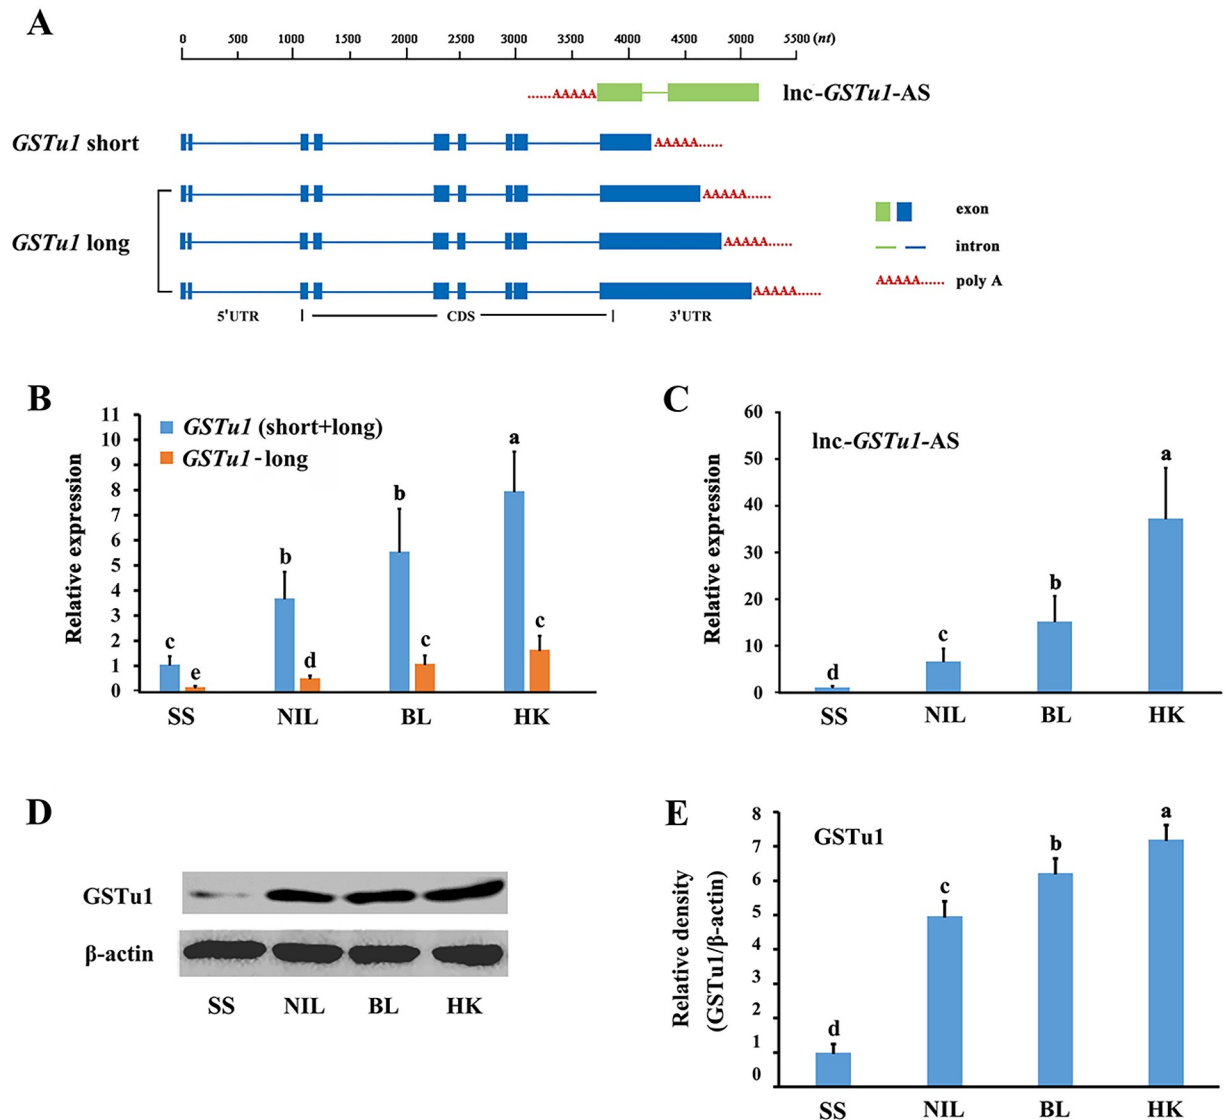 A
0 500 1000 1500 2000 2500 3000 3500 4000 4500 5000 5500 (nt)
......AAAAA lnc-GSTu1-AS
GSTu1 short AAAAA......
AAAAA......
GSTu1 long AAAAA......
AAAAA......
exon
intron
AAAAA...... poly A
5'UTR CDS 3'UTR
B
Relative expression
11
10
9
8
7
6
5
4
3
2
1
0
GSTu1 (short+long)
GSTu1-long
c e b d b c a c
SS NIL BL HK
C
Relative expression
60
50
40
30
20
10
0
lnc-GSTu1-AS
d c b a
SS NIL BL HK
D
GSTu1
β-actin
SS NIL BL HK
E
Relative density
(GSTu1/β-actin)
8
7
6
5
4
3
2
1
0
GSTu1
d c b a
SS NIL BL HK